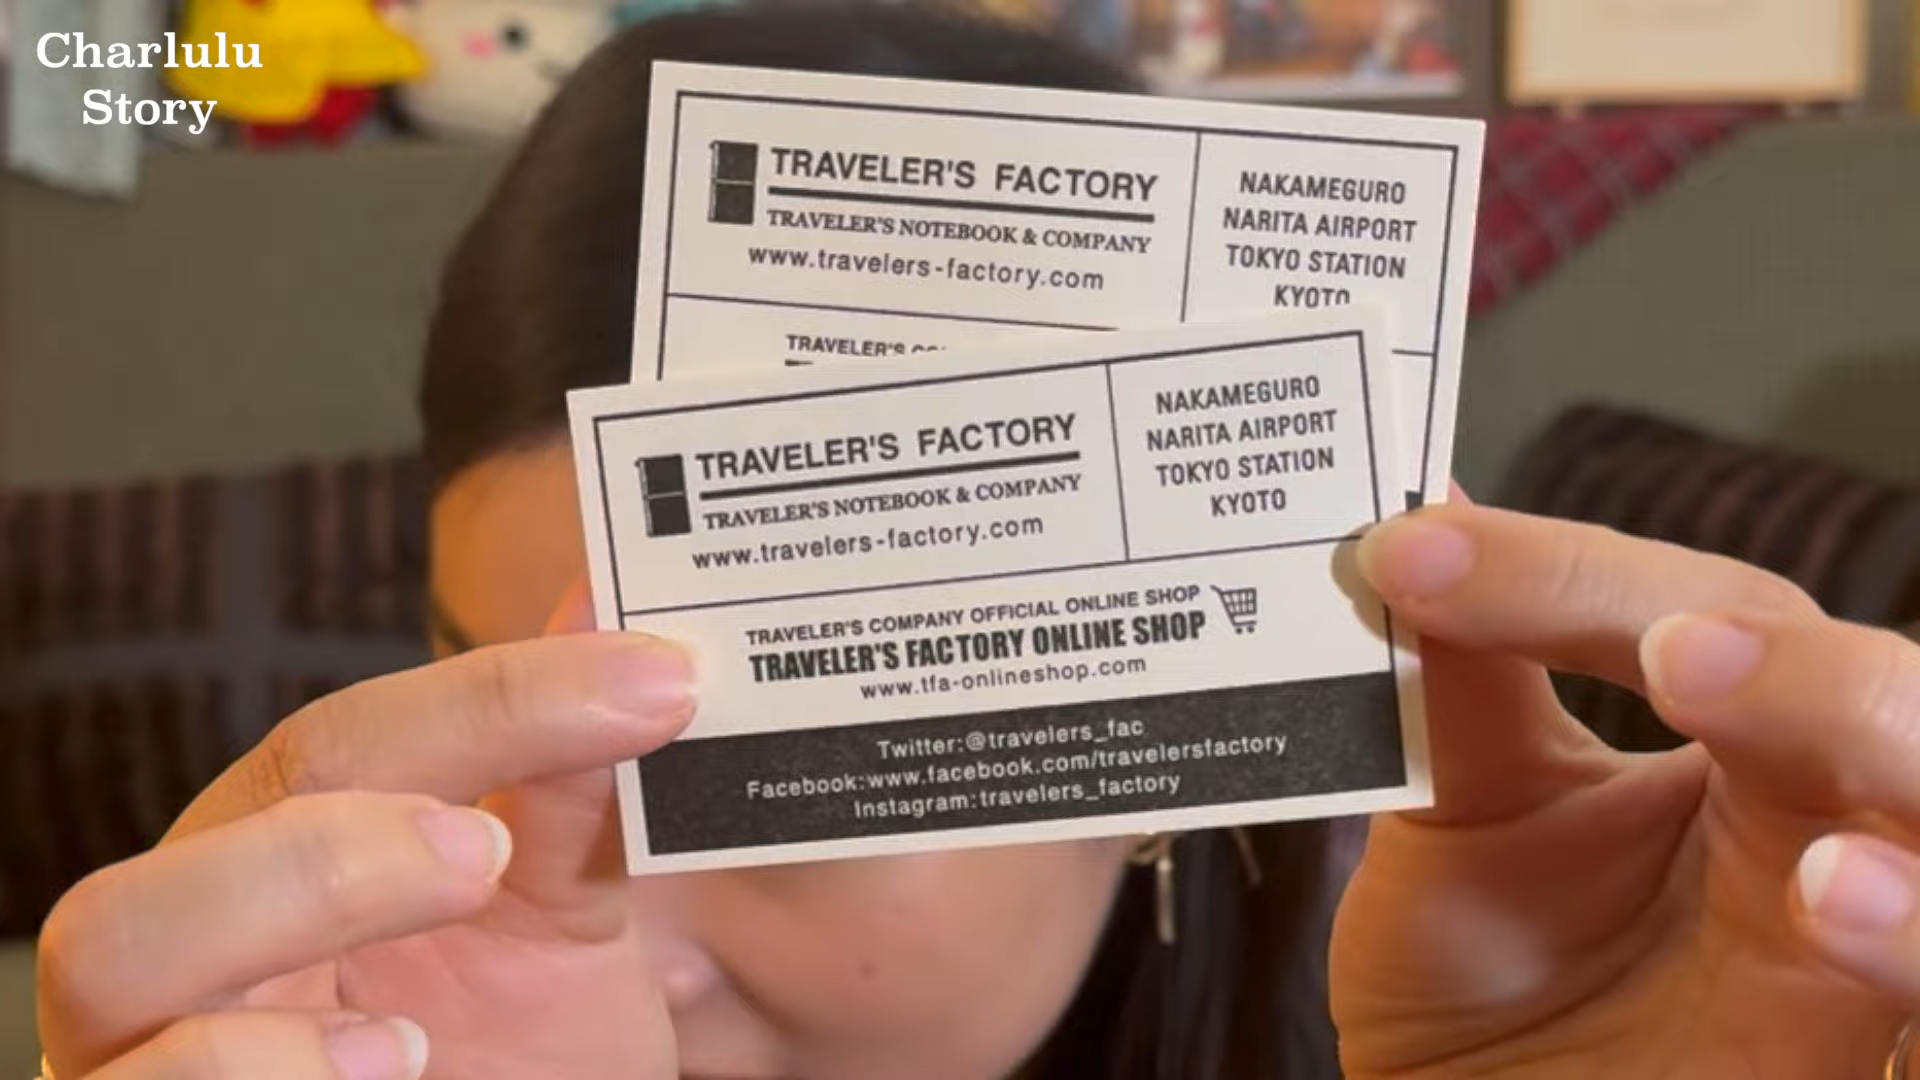 Charlulu
Story
TRAVELER'S FACTORY
TRAVELER'S NOTEBOOK & COMPANY
www.travelers-factory.com
NAKAMEGURO
NARITA AIRPORT
TOKYO STATION
KYOTO
TRAVELER'S
TRAVELER'S FACTORY
TRAVELER'S NOTEBOOK & COMPANY
www.travelers-factory.com
NAKAMEGURO
NARITA AIRPORT
TOKYO STATION
KYOTO
TRAVELER'S COMPANY OFFICIAL ONLINE SHOP
TRAVELER'S FACTORY ONLINE SHOP
www.tfa-onlineshop.com
Twitter:@travelers_fac
Facebook:www.facebook.com/travelersfactory
Instagram:travelers_factory